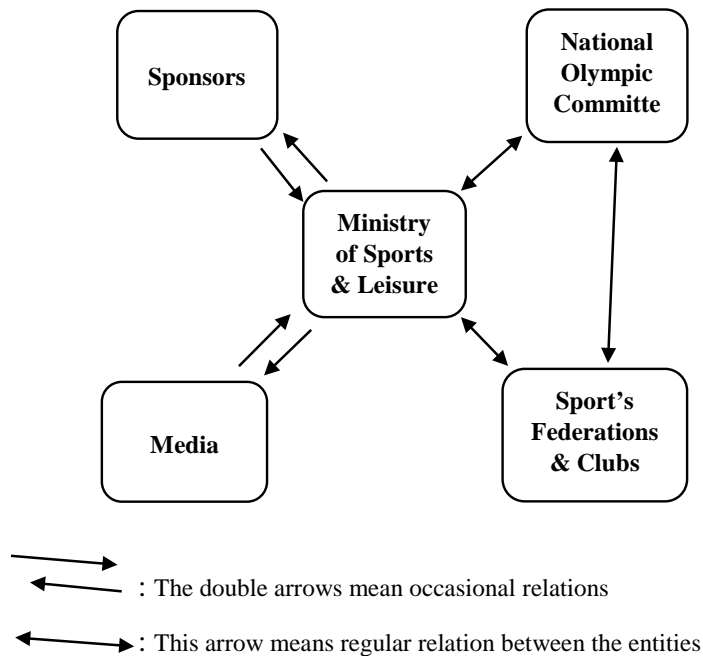 Sponsors
National
Olympic
Committe
Ministry
of Sports
& Leisure
Media
Sport’s
Federations
& Clubs
: The double arrows mean occasional relations
: This arrow means regular relation between the entities